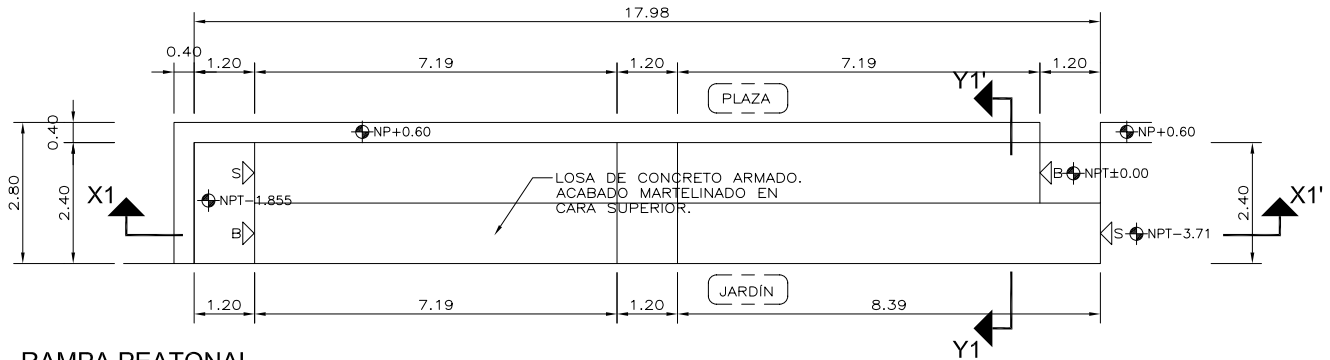 17.98
0.40
1.20
7.19
1.20
7.19
1.20
Y1'
PLAZA
0.40
NP+0.60
NP+0.60
2.80
2.40
S
LOSA DE CONCRETO ARMADO.
ACABADO MARTELINADO EN
CARA SUPERIOR.
B
NPT±0.00
2.40
X1
NPT-1.855
X1'
B
S
NPT-3.71
JARDÍN
1.20
7.19
1.20
8.39
Y1
RAMPA PEATONAL